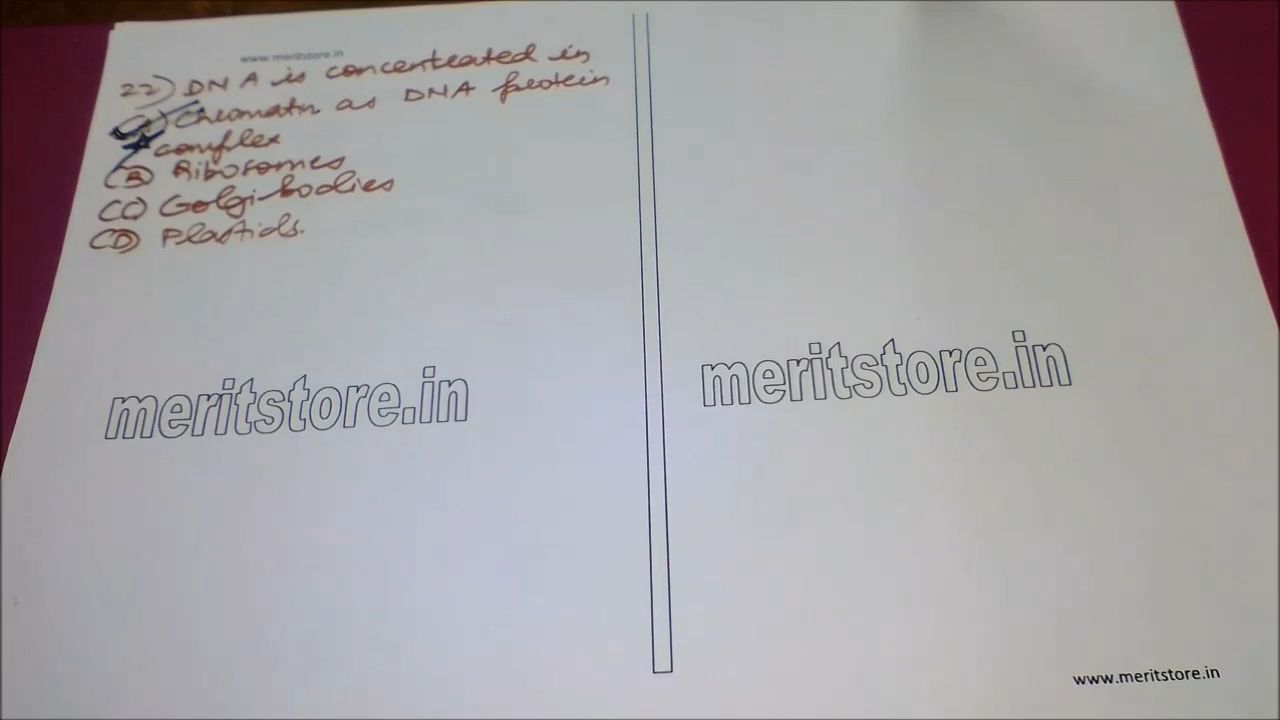 www.meritstore.in
22) DNA is concentrated in
(A) Chromatin as DNA protein
complex
(B) Ribosomes
(C) Golgi-bodies
(D) Plastids.
meritstore.in
meritstore.in
www.meritstore.in